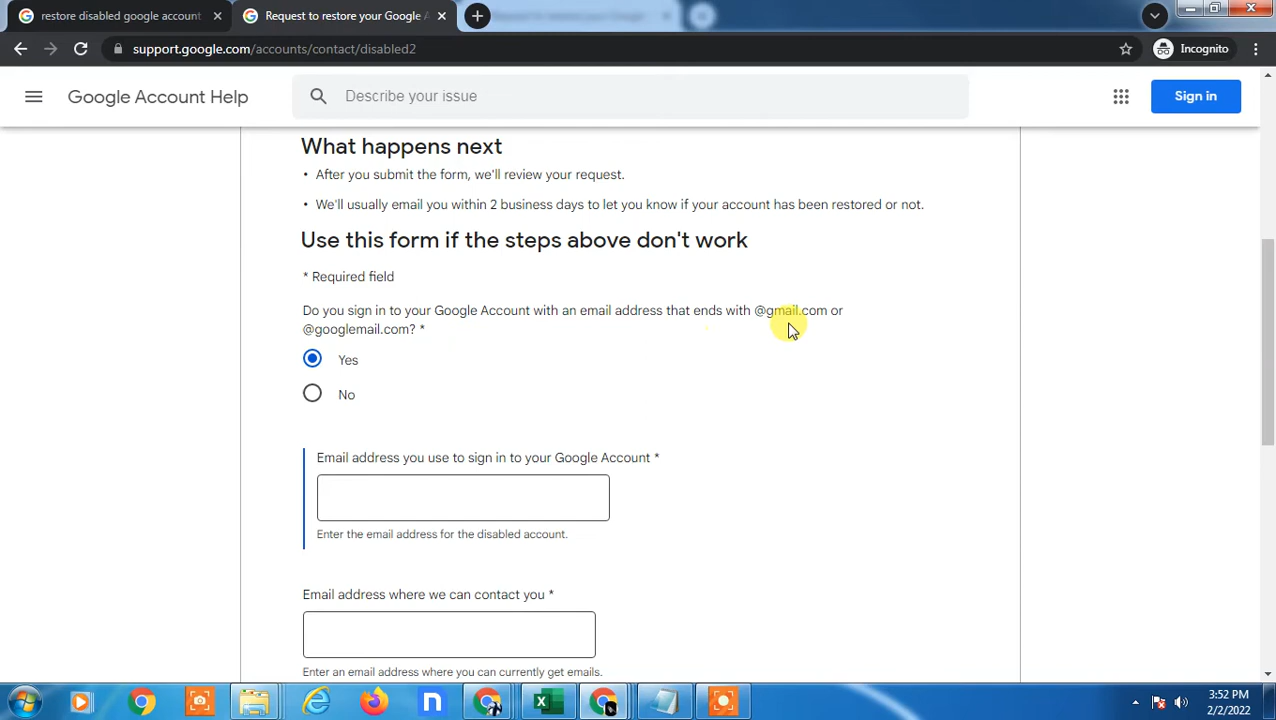 restore disabled google account
Request to restore your Google A
support.google.com/accounts/contact/disabled2
Incognito
Google Account Help
Describe your issue
Sign in
What happens next
• After you submit the form, we'll review your request.
• We'll usually email you within 2 business days to let you know if your account has been restored or not.
Use this form if the steps above don't work
* Required field
Do you sign in to your Google Account with an email address that ends with @gmail.com or
@googlemail.com? *
Yes
No
Email address you use to sign in to your Google Account *
Enter the email address for the disabled account.
Email address where we can contact you *
Enter an email address where you can currently get emails.
3:52 PM
2/2/2022